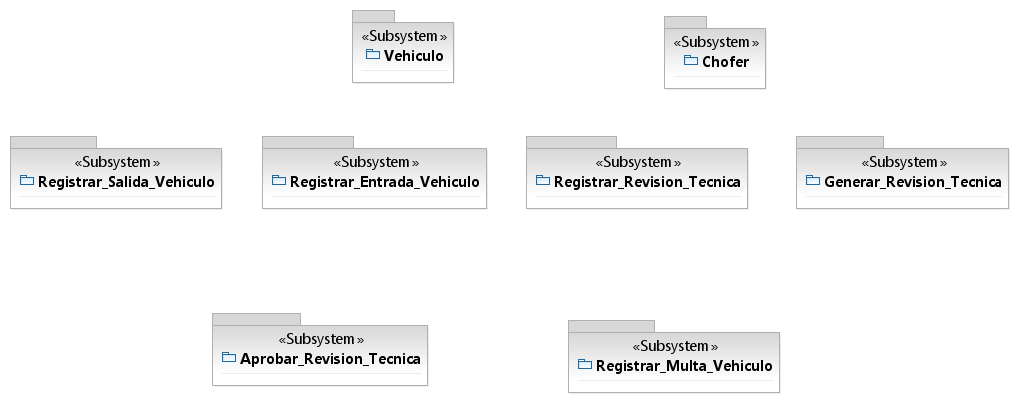 «Subsystem»
Vehiculo
«Subsystem»
Chofer
«Subsystem»
Registrar_Salida_Vehiculo
«Subsystem»
Registrar_Entrada_Vehiculo
«Subsystem»
Registrar_Revision_Tecnica
«Subsystem»
Generar_Revision_Tecnica
«Subsystem»
Aprobar_Revision_Tecnica
«Subsystem»
Registrar_Multa_Vehiculo